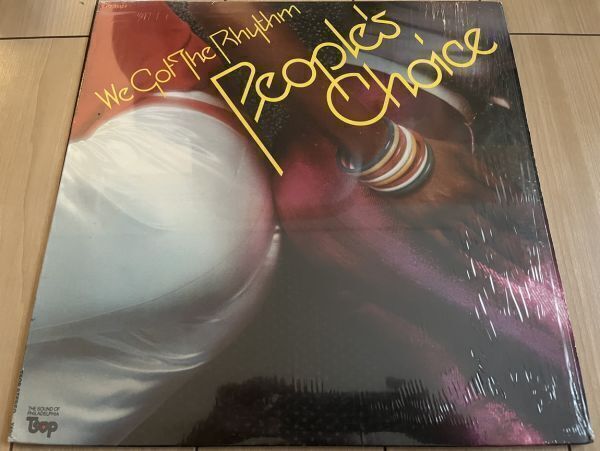 We Got The Rhythm
People's
Choice
THE SOUND OF
PHILADELPHIA
Tsop